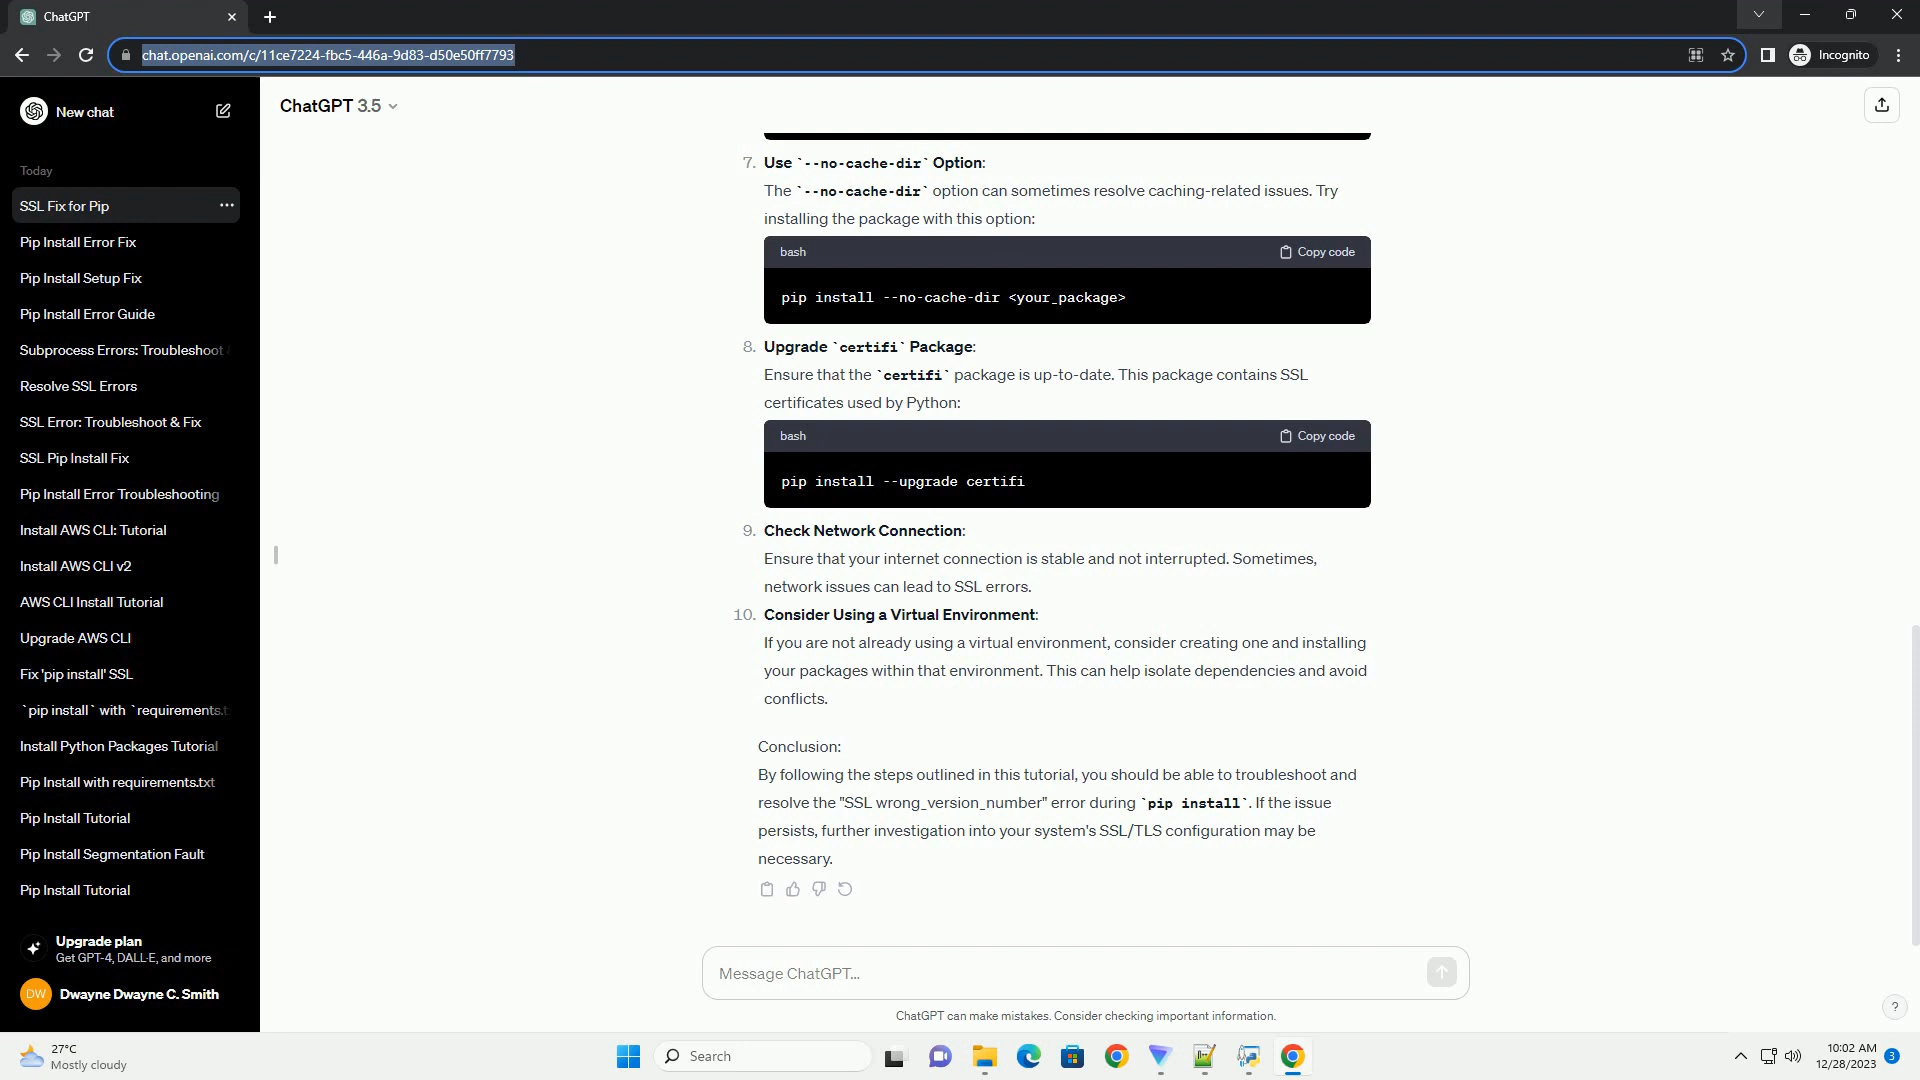 ChatGPT
chat.openai.com/c/11ce7224-fbc5-446a-9d83-d50e50ff7793
Incognito
New chat
Today
SSL Fix for Pip
Pip Install Error Fix
Pip Install Setup Fix
Pip Install Error Guide
Subprocess Errors: Troubleshoot
Resolve SSL Errors
SSL Error: Troubleshoot & Fix
SSL Pip Install Fix
Pip Install Error Troubleshooting
Install AWS CLI: Tutorial
Install AWS CLI v2
AWS CLI Install Tutorial
Upgrade AWS CLI
Fix 'pip install' SSL
`pip install` with `requirements.t
Install Python Packages Tutorial
Pip Install with requirements.txt
Pip Install Tutorial
Pip Install Segmentation Fault
Pip Install Tutorial
Upgrade plan
Get GPT-4, DALL·E, and more
DW
Dwayne Dwayne C. Smith
ChatGPT 3.5
7. Use `--no-cache-dir` Option:
The `--no-cache-dir` option can sometimes resolve caching-related issues. Try
installing the package with this option:
bash
Copy code
pip install --no-cache-dir <your_package>
8. Upgrade `certifi` Package:
Ensure that the `certifi` package is up-to-date. This package contains SSL
certificates used by Python:
bash
Copy code
pip install --upgrade certifi
9. Check Network Connection:
Ensure that your internet connection is stable and not interrupted. Sometimes,
network issues can lead to SSL errors.
10. Consider Using a Virtual Environment:
If you are not already using a virtual environment, consider creating one and installing
your packages within that environment. This can help isolate dependencies and avoid
conflicts.
Conclusion:
By following the steps outlined in this tutorial, you should be able to troubleshoot and
resolve the "SSL wrong_version_number" error during `pip install`. If the issue
persists, further investigation into your system's SSL/TLS configuration may be
necessary.
Message ChatGPT...
ChatGPT can make mistakes. Consider checking important information.
?
27°C
Mostly cloudy
Search
10:02 AM
12/28/2023
3